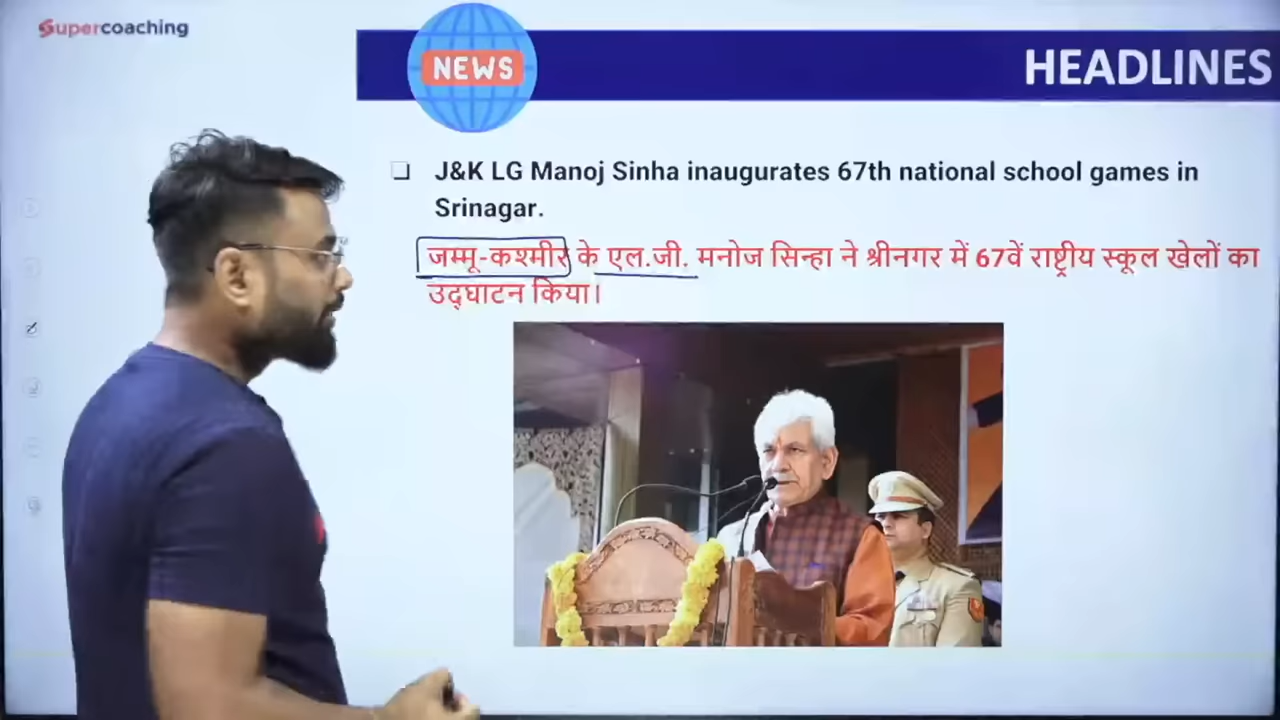 Supercoaching
NEWS
HEADLINES
J&K LG Manoj Sinha inaugurates 67th national school games in
Srinagar.
जम्मू-कश्मीर के एल.जी. मनोज सिन्हा ने श्रीनगर में 67वें राष्ट्रीय स्कूल खेलों का
उद्घाटन किया।